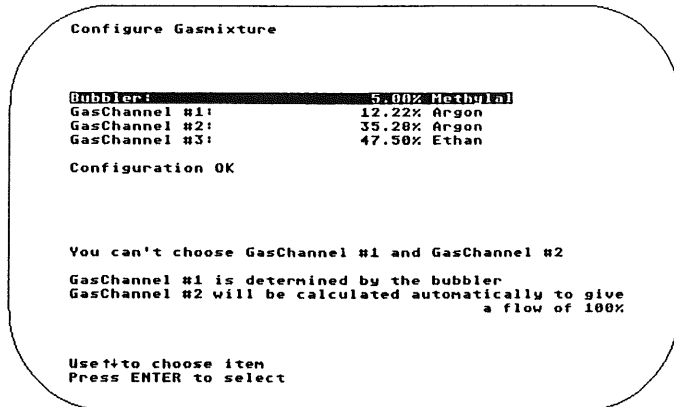 Configure Gasmixture
Bubbler: 5.00% Methylal
GasChannel #1: 12.22% Argon
GasChannel #2: 35.28% Argon
GasChannel #3: 47.50% Ethan
Configuration OK
You can't choose GasChannel #1 and GasChannel #2
GasChannel #1 is determined by the bubbler
GasChannel #2 will be calculated automatically to give
a flow of 100%
Use↑↓to choose item
Press ENTER to select